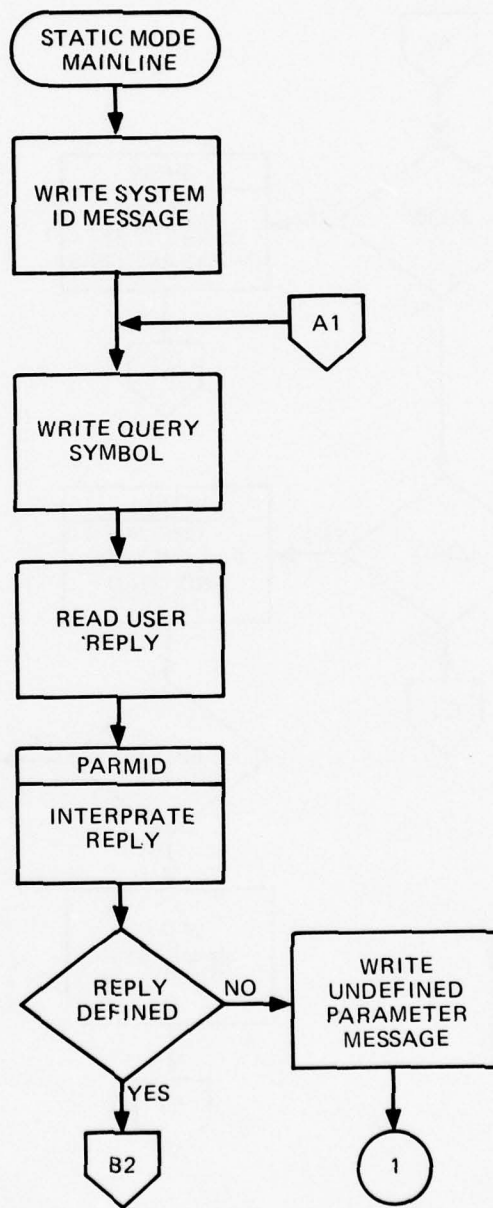 STATIC MODE
MAINLINE
WRITE SYSTEM
ID MESSAGE
A1
WRITE QUERY
SYMBOL
READ USER
REPLY
PARMID
INTERPRATE
REPLY
REPLY
DEFINED
NO
WRITE
UNDEFINED
PARAMETER
MESSAGE
YES
B2
1